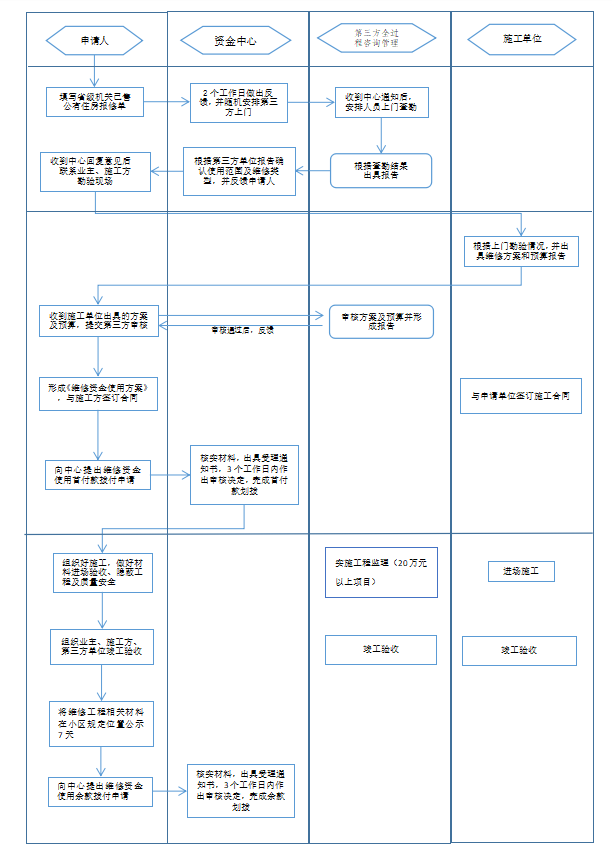 申请人
资金中心
第三方全过
程咨询管理
施工单位
填写省级机关已售
公有住房报修单
2个工作日做出反
馈，并随机安排第三
方上门
收到中心通知后，
安排人员上门查勘
收到中心回复意见后
联系业主、施工方
勘验现场
根据第三方单位报告确
认使用范围及维修类
型，并反馈申请人
根据查勘结果
出具报告
根据上门勘验情况，并出
具维修方案和预算报告
收到施工单位出具的方案
及预算，提交第三方审核
审核通过后，反馈
审核方案及预算并形
成报告
形成《维修资金使用方案》
，与施工方签订合同
与申请单位签订施工合同
向中心提出维修资金
使用首付款拨付申请
核实材料，出具受理通
知书，3个工作日内作
出审核决定，完成首付
款划拨
组织好施工，做好材
料进场验收、隐蔽工
程及质量安全
实施工程监理（20万元
以上项目）
进场施工
组织业主、施工方、
第三方单位竣工验收
竣工验收
竣工验收
将维修工程相关材料
在小区规定位置公示
7天
向中心提出维修资金
使用余款拨付申请
核实材料，出具受理通
知书，3个工作日内作
出审核决定，完成余款
划拨